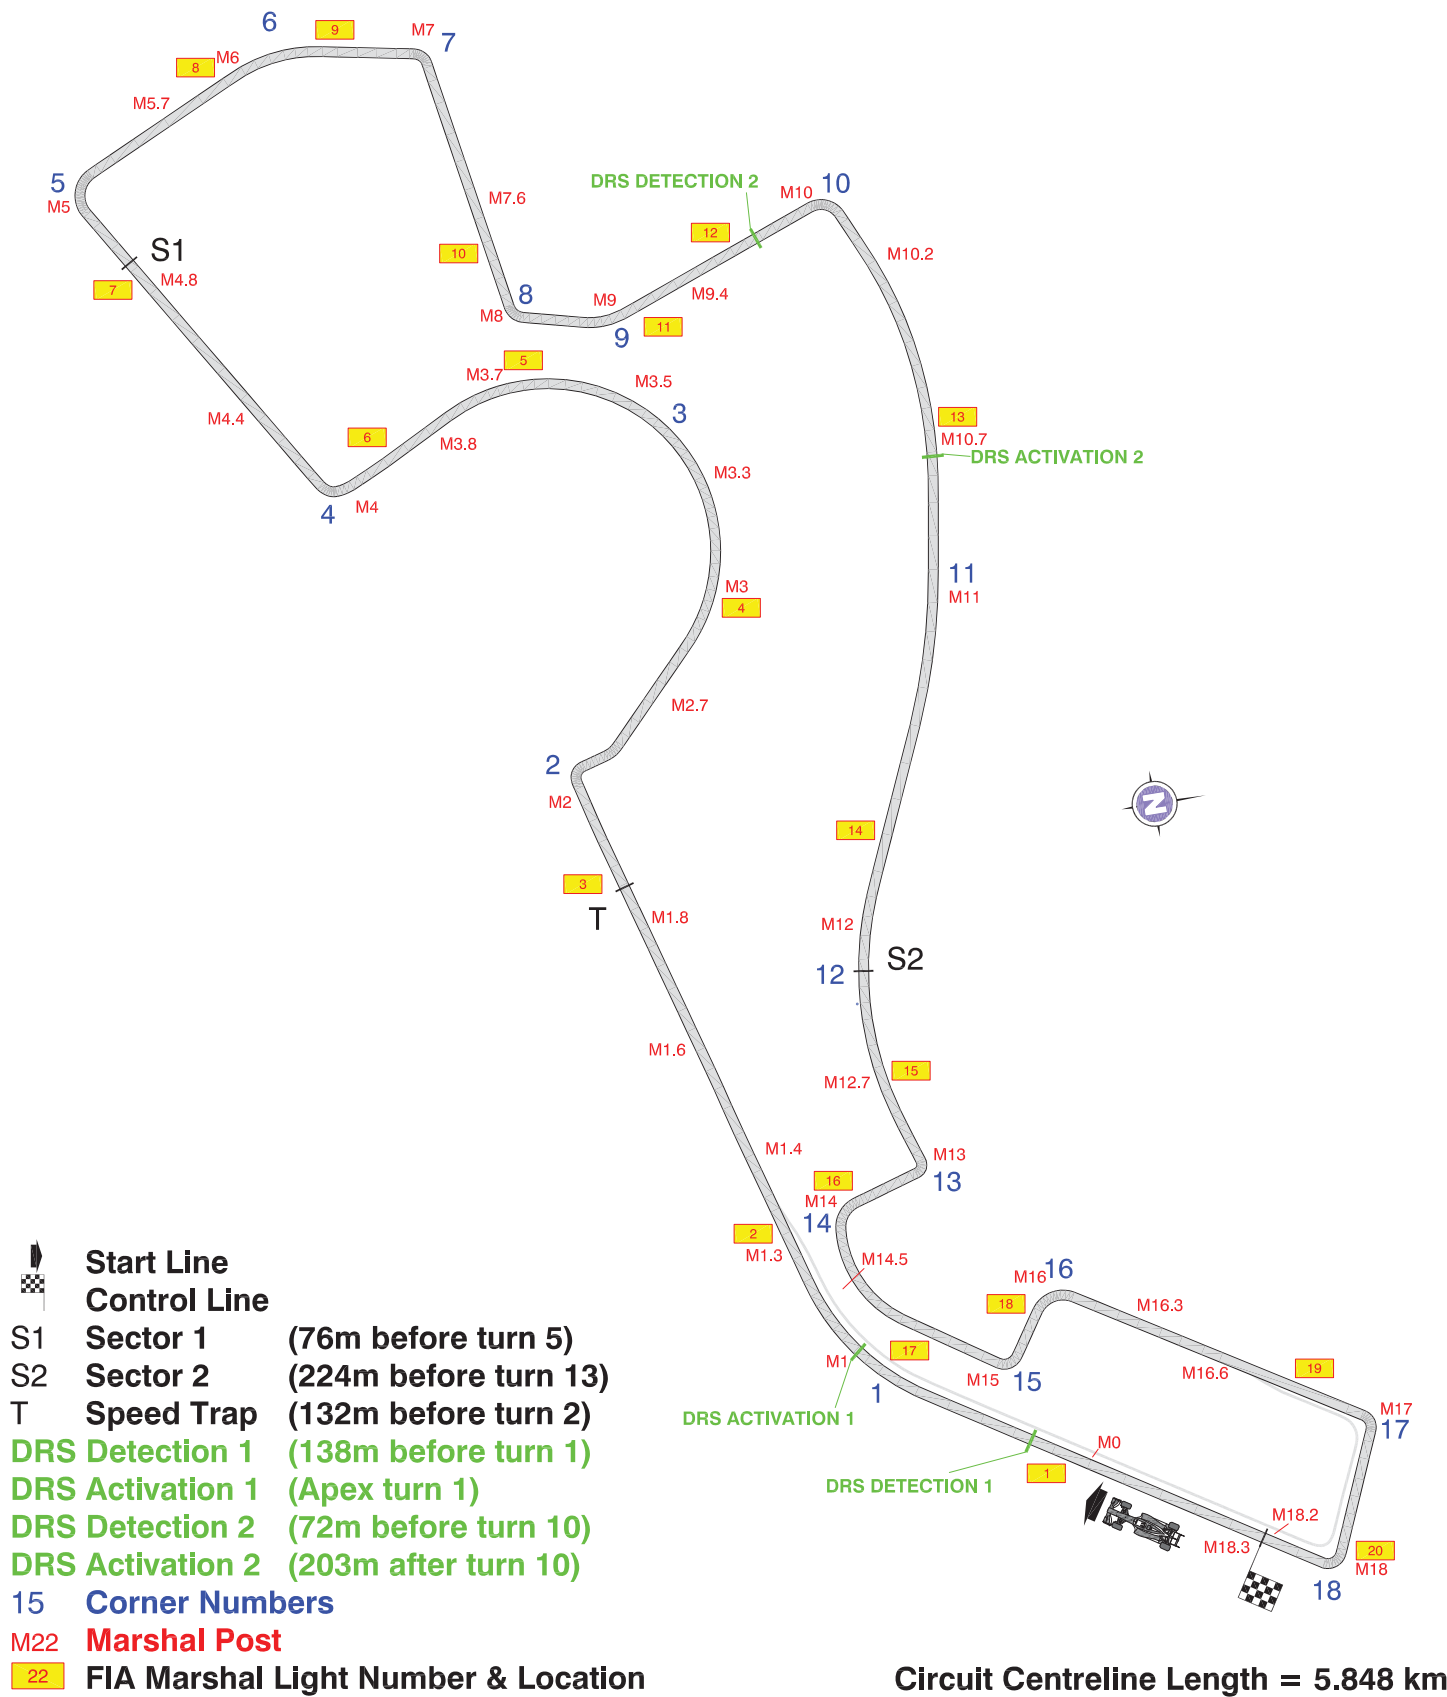 6
9
M7
7
M6
8
M5.7
5
M5
S1
M4.8
7
M7.6
10
DRS DETECTION 2
M10
10
12
M10.2
8
M8
M9
M9.4
9
11
5
M3.7
M3.5
3
M4.4
6
M3.8
13
M10.7
DRS ACTIVATION 2
M3.3
4
M4
11
M11
M3
4
M2.7
2
M2
N
14
3
T
M1.8
M12
12
S2
M1.6
M12.7
15
M1.4
M13
13
16
M14
14
2
M1.3
M14.5
M16
16
18
M16.3
M1
17
M15
15
M16.6
19
1
DRS ACTIVATION 1
M17
17
M0
DRS DETECTION 1
1
M18.2
M18.3
20
M18
18
Start Line
Control Line
S1 Sector 1 (76m before turn 5)
S2 Sector 2 (224m before turn 13)
T Speed Trap (132m before turn 2)
DRS Detection 1 (138m before turn 1)
DRS Activation 1 (Apex turn 1)
DRS Detection 2 (72m before turn 10)
DRS Activation 2 (203m after turn 10)
15 Corner Numbers
M22 Marshal Post
22 FIA Marshal Light Number & Location
Circuit Centreline Length = 5.848 km